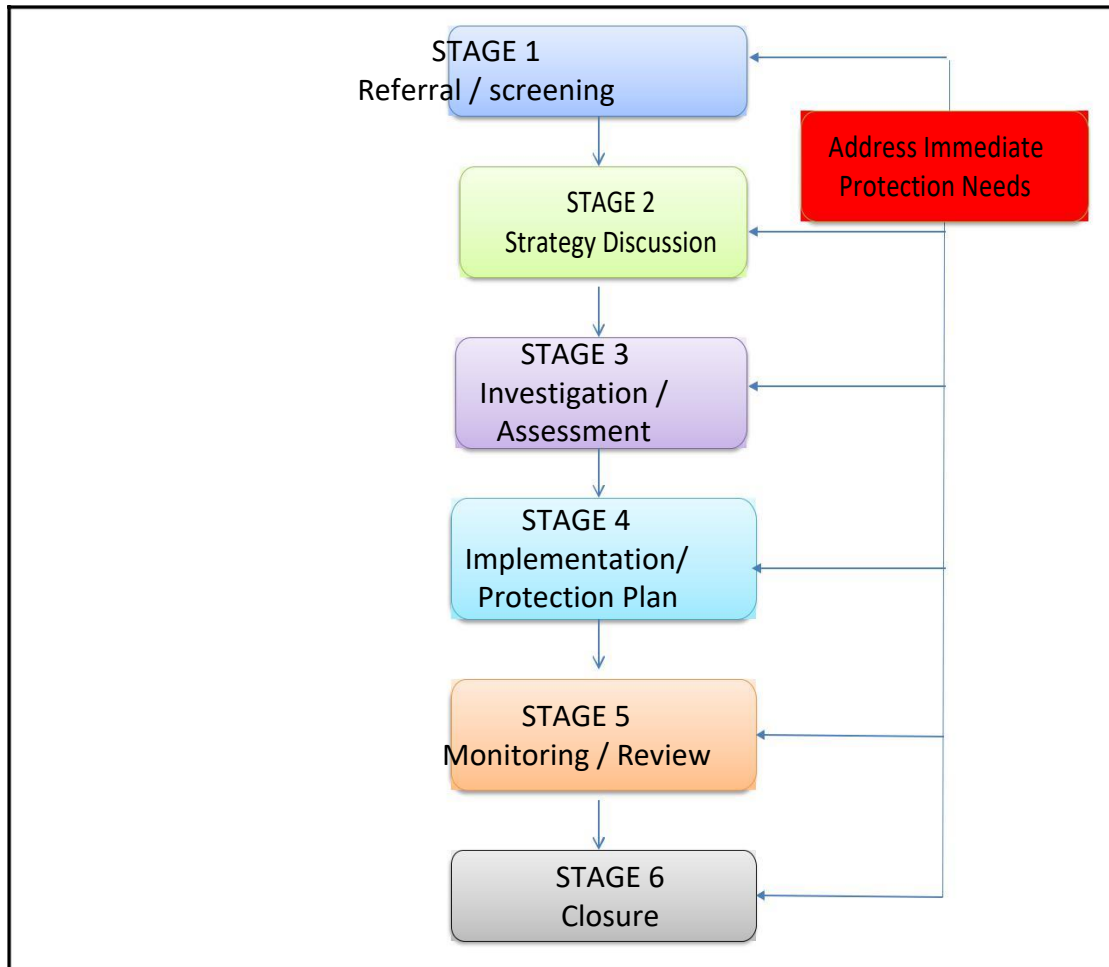 STAGE 1
Referral / screening
Address Immediate
Protection Needs
STAGE 2
Strategy Discussion
STAGE 3
Investigation /
Assessment
STAGE 4
Implementation/
Protection Plan
STAGE 5
Monitoring / Review
STAGE 6
Closure